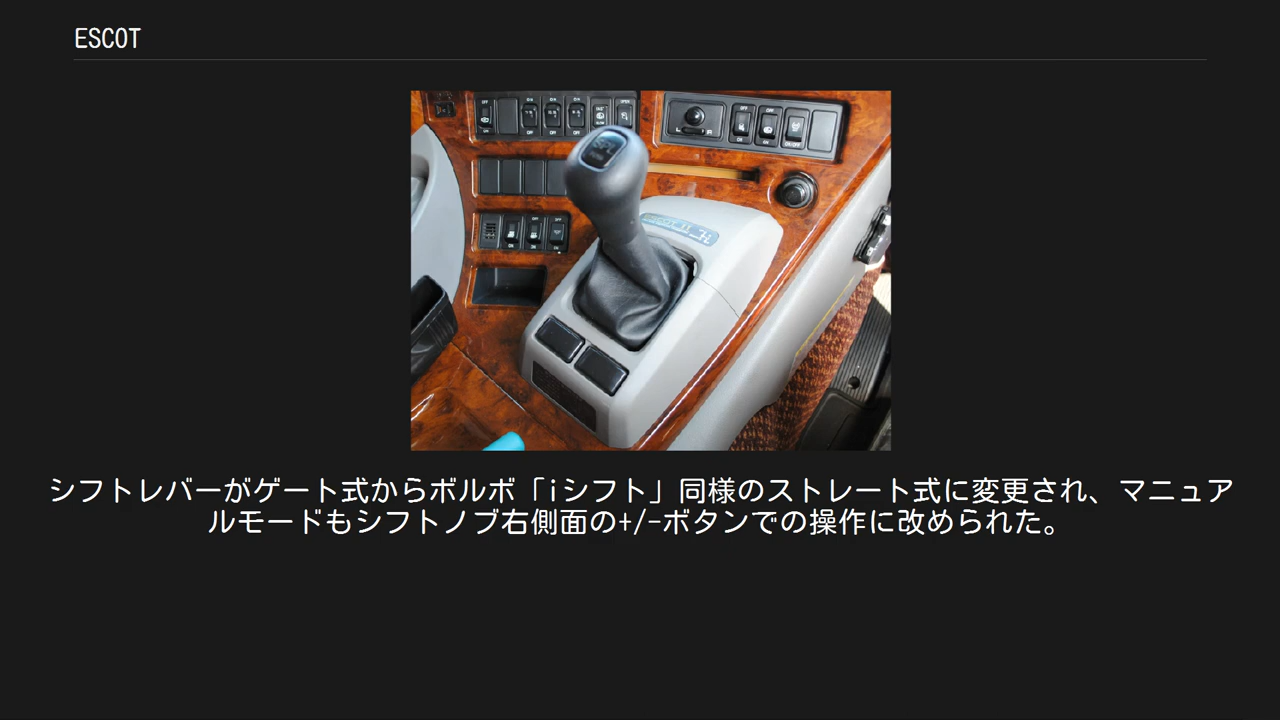 ESCOT
シフトレバーがゲート式からボルボ「iシフト」同様のストレート式に変更され、マニュア
ルモードもシフトノブ右側面の+/-ボタンでの操作に改められた。